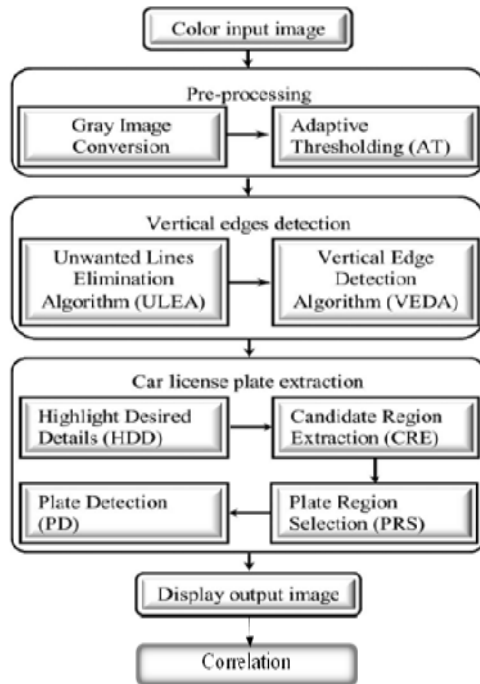 Color input image
Pre-processing
Gray Image
Conversion
Adaptive
Thresholding (AT)
Vertical edges detection
Unwanted Lines
Elimination
Algorithm (ULEA)
Vertical Edge
Detection
Algorithm (VEDA)
Car license plate extraction
Highlight Desired
Details (HDD)
Candidate Region
Extraction (CRE)
Plate Detection
(PD)
Plate Region
Selection (PRS)
Display output image
Correlation